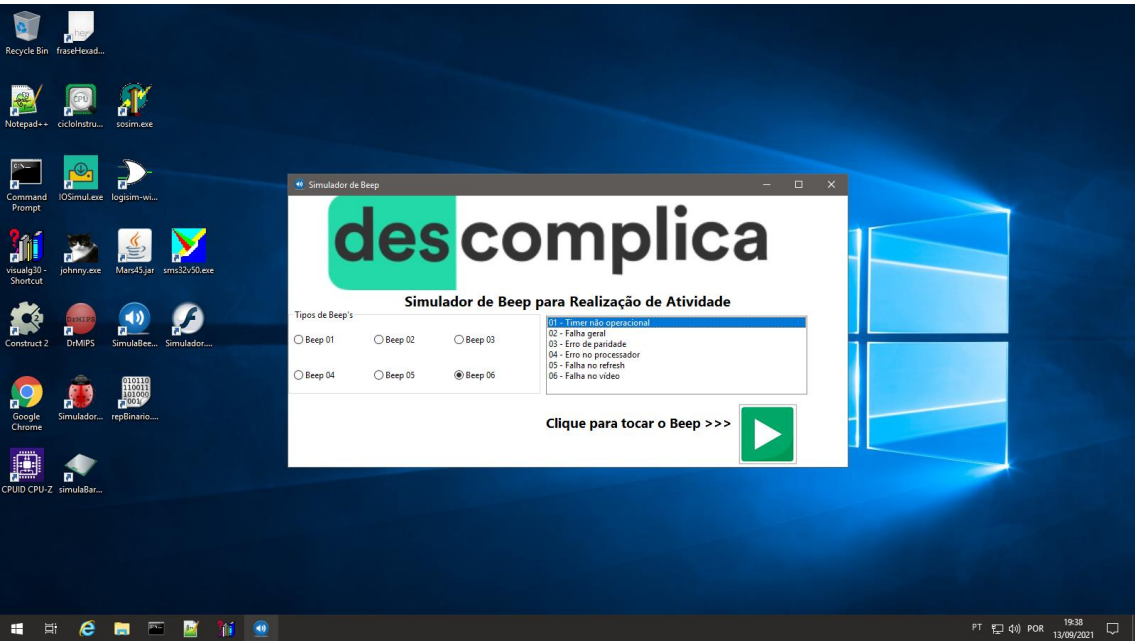 Recycle Bin
fraseHexad...
Notepad++
cicloInstru...
sosim.exe
Command
Prompt
IOSimul.exe
logisim-wi...
visualg30 -
Shortcut
johnny.exe
Mars45.jar
sms32v50.exe
Construct 2
DrMIPS
SimulaBee...
Simulador....
Google
Chrome
Simulador...
repBinario....
CPUID CPU-Z
simulaBar...
Simulador de Beep
descomplica
Simulador de Beep para Realização de Atividade
Tipos de Beep's
Beep 01
Beep 02
Beep 03
Beep 04
Beep 05
Beep 06
01 - Timer não operacional
02 - Falha geral
03 - Erro de paridade
04 - Erro no processador
05 - Falha no refresh
06 - Falha no vídeo
Clique para tocar o Beep >>>
PT
POR
19:38
13/09/2021